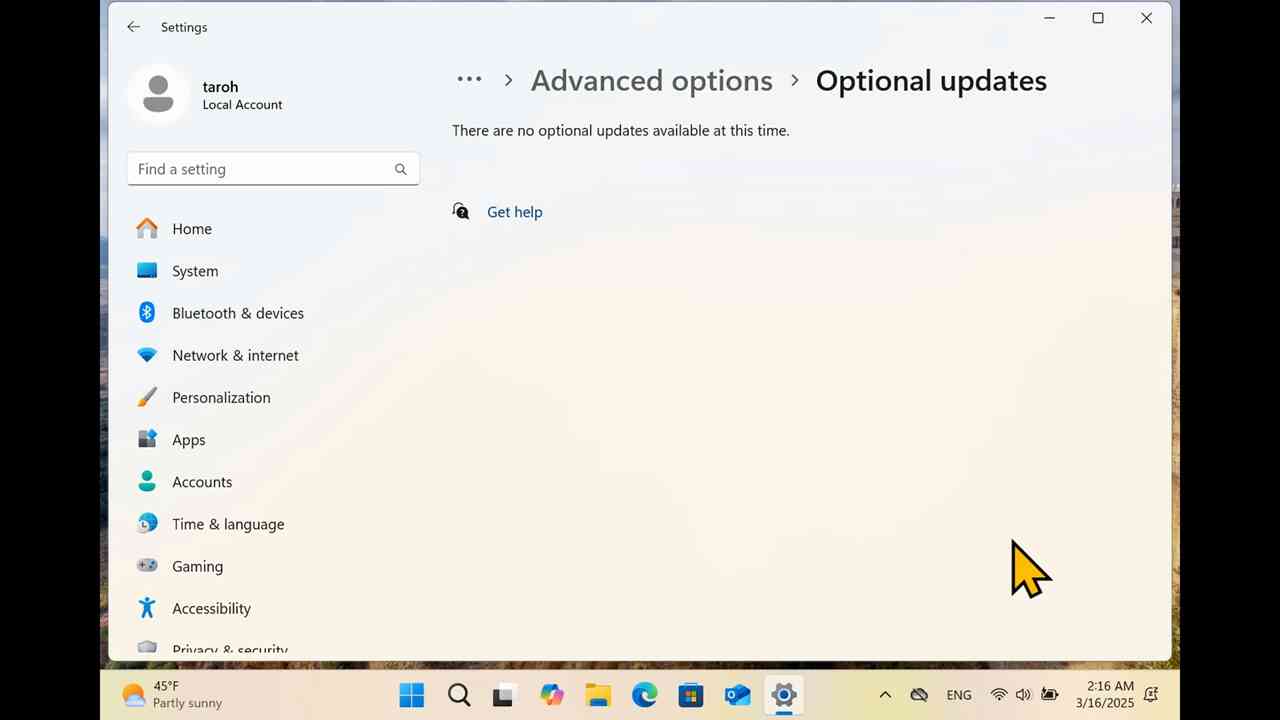 Settings
taroh
Local Account
Find a setting
Home
System
Bluetooth & devices
Network & internet
Personalization
Apps
Accounts
Time & language
Gaming
Accessibility
Privacy & security
... > Advanced options > Optional updates
There are no optional updates available at this time.
Get help
45°F
Partly sunny
ENG
2:16 AM
3/16/2025